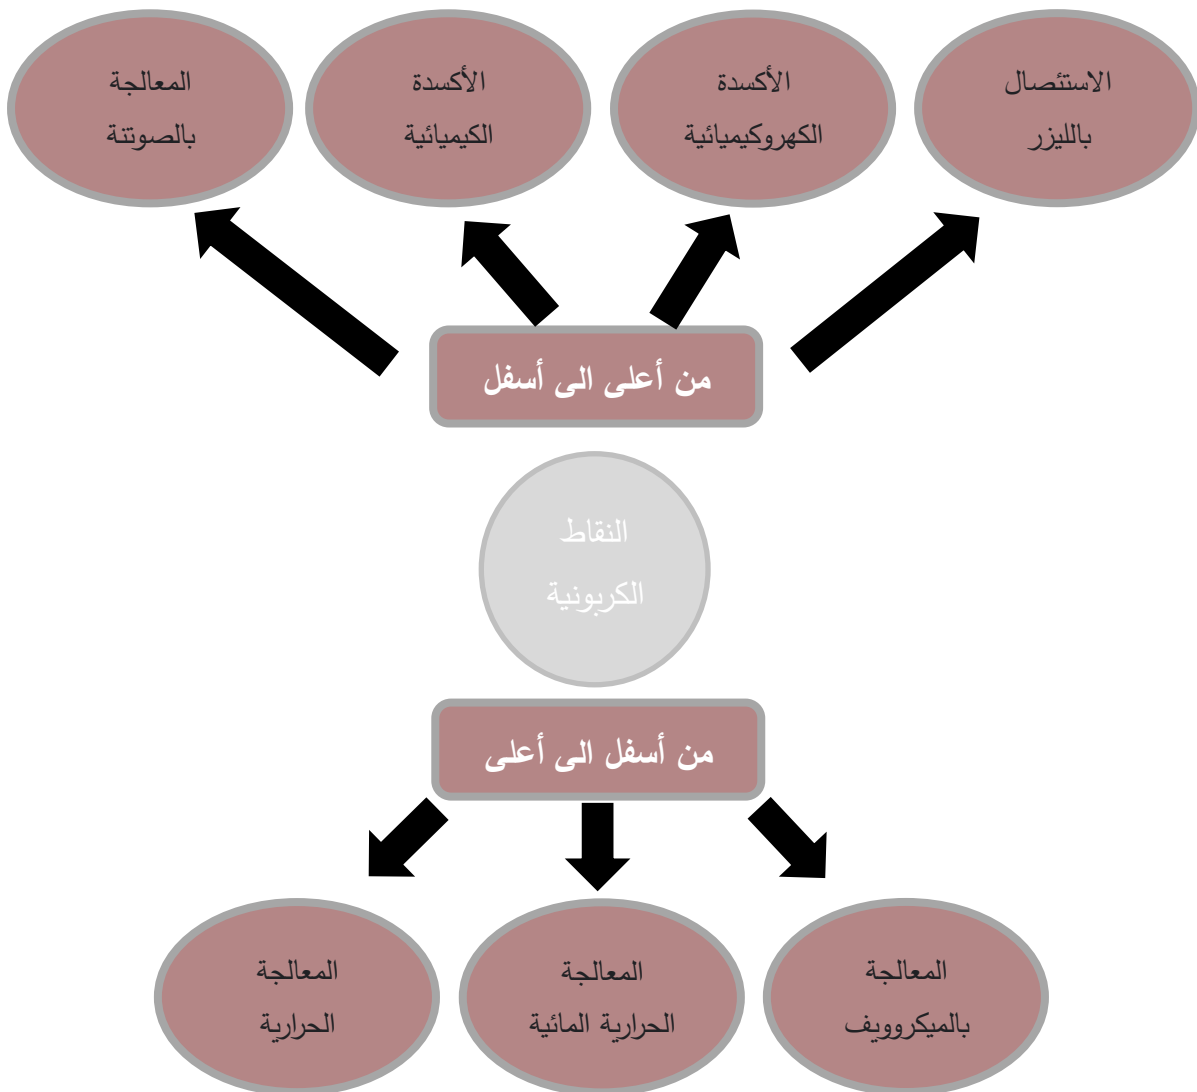 الاستئصال
بالليزر
الأكسدة
الكهروكيميائية
الأكسدة
الكيميائية
المعالجة
بالصوتنة
من أعلى الى أسفل
النقاط
الكربونية
من أسفل الى أعلى
المعالجة
بالميكروويف
المعالجة
الحرارية المائية
المعالجة
الحرارية